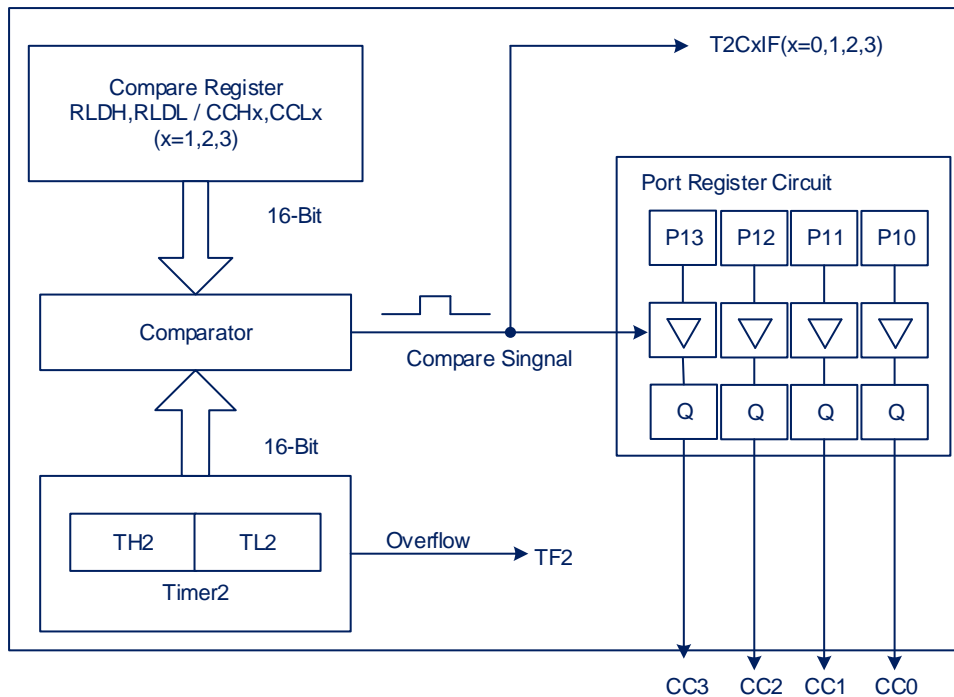 T2CxIF(x=0,1,2,3)
Compare Register
RLDH,RLDL / CCHx,CCLx
(x=1,2,3)
16-Bit
Port Register Circuit
P13 P12 P11 P10
Comparator
Compare Singnal
Q Q Q Q
16-Bit
TH2 TL2
Timer2
Overflow
TF2
CC3 CC2 CC1 CC0